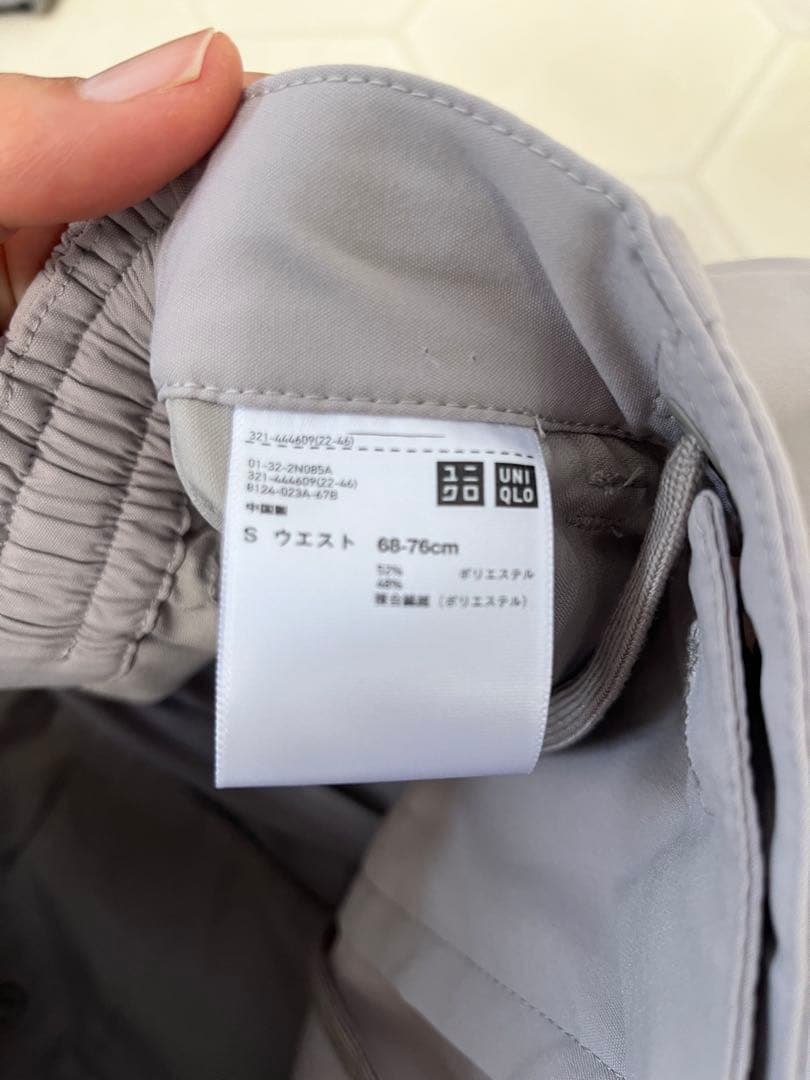 321-444609(22-46)
01-32-2N085A
321-444609(22-46)
8124-023A-67B
中国製
ユニ
クロ
UNI
QLO
S ウエスト 68-76cm
52% ポリエステル
48%
複合繊維 (ポリエステル)